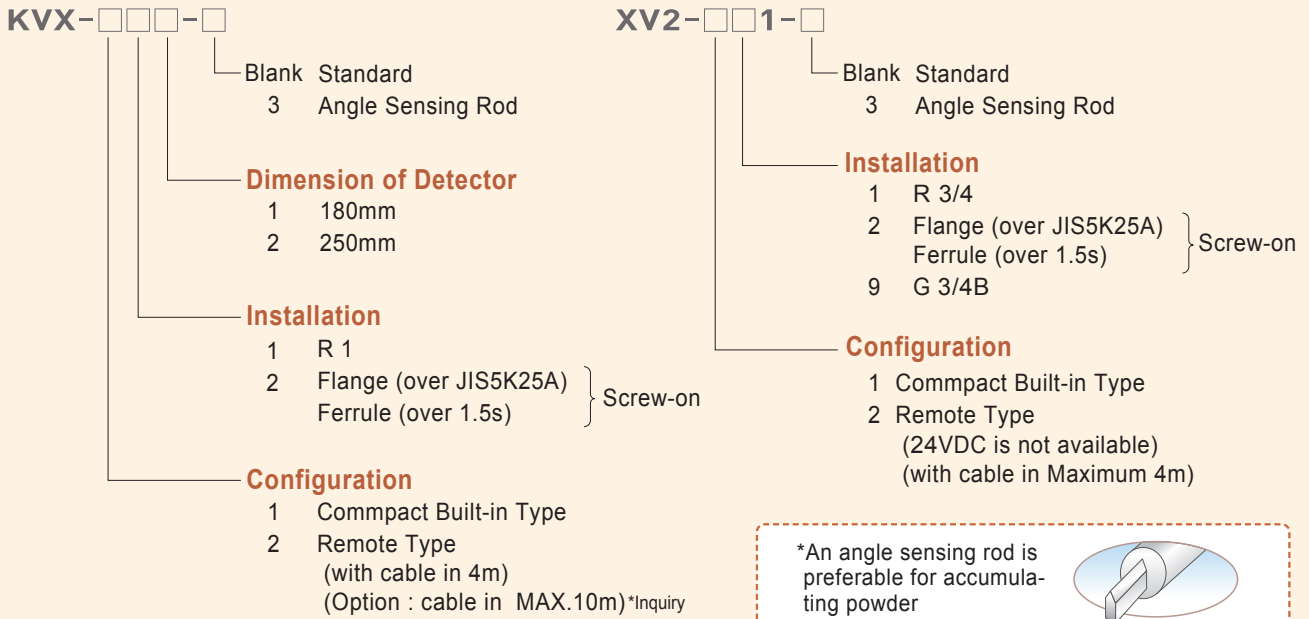 KVX-□□□-□
Blank Standard
3 Angle Sensing Rod
Dimension of Detector
1 180mm
2 250mm
Installation
1 R 1
2 Flange (over JIS5K25A)
Ferrule (over 1.5s)
Screw-on
Configuration
1 Commpact Built-in Type
2 Remote Type
(with cable in 4m)
(Option : cable in MAX.10m) *Inquiry
XV2-□□1-□
Blank Standard
3 Angle Sensing Rod
Installation
1 R 3/4
2 Flange (over JIS5K25A)
Ferrule (over 1.5s)
Screw-on
9 G 3/4B
Configuration
1 Commpact Built-in Type
2 Remote Type
(24VDC is not available)
(with cable in Maximum 4m)
*An angle sensing rod is
preferable for accumula-
ting powder